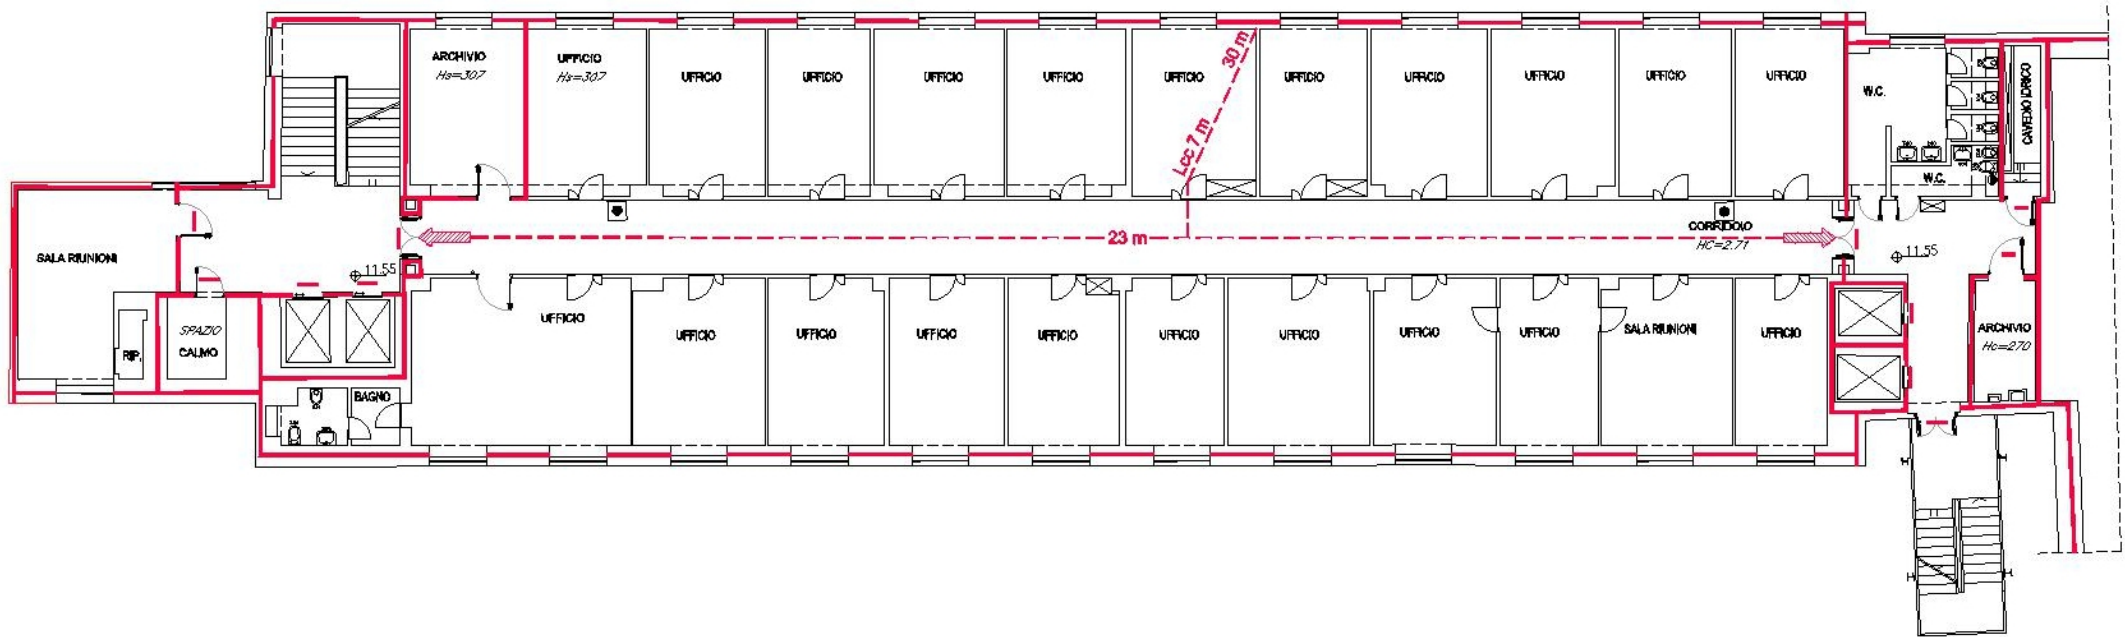 ARCHIVIO
Hs=307
UFFICIO
Hs=307
UFFICIO
UFFICIO
UFFICIO
UFFICIO
UFFICIO
UFFICIO
UFFICIO
UFFICIO
UFFICIO
UFFICIO
30 m
Lcc 7 m
W.C.
CAVEDIO IDRICO
W.C.
SALA RIUNIONI
11.55
23 m
CORRIDOIO
HC=2.71
11.55
RIP.
SPAZIO
CALMO
BAGNO
UFFICIO
UFFICIO
UFFICIO
UFFICIO
UFFICIO
UFFICIO
UFFICIO
UFFICIO
UFFICIO
SALA RIUNIONI
UFFICIO
ARCHIVIO
Hc=270